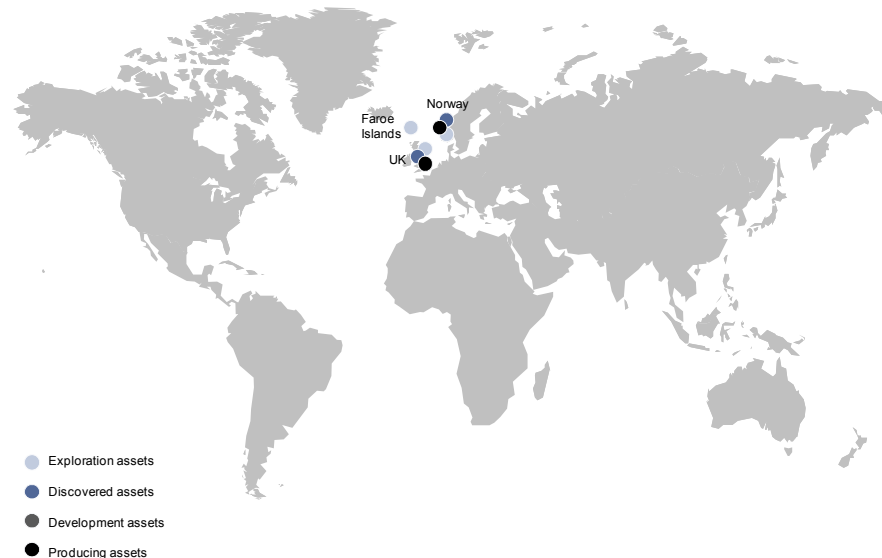 Norway
Faroe
Islands
UK
Exploration assets
Discovered assets
Development assets
Producing assets